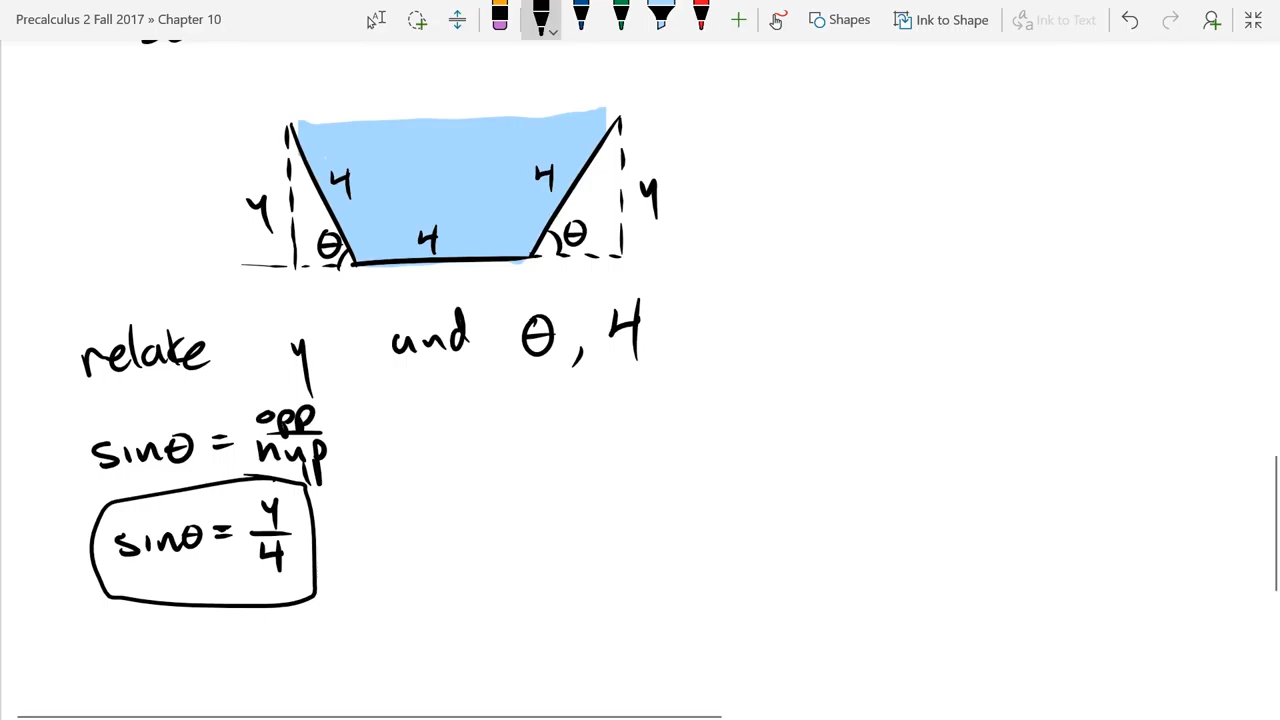 Precalculus 2 Fall 2017 » Chapter 10
Shapes
Ink to Shape
Ink to Text
4 4
y y
θ 4 θ
relate y and θ, 4
sinθ = opp/hyp
sinθ = y/4